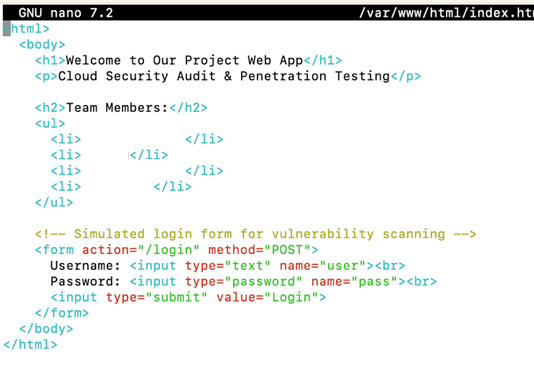 GNU nano 7.2 /var/www/html/index.htm
html>
<body>
<h1>Welcome to Our Project Web App</h1>
<p>Cloud Security Audit & Penetration Testing</p>
<h2>Team Members:</h2>
<ul>
<li> </li>
<li> </li>
<li> </li>
<li> </li>
</ul>
<!-- Simulated login form for vulnerability scanning -->
<form action="/login" method="POST">
Username: <input type="text" name="user"><br>
Password: <input type="password" name="pass"><br>
<input type="submit" value="Login">
</form>
</body>
</html>